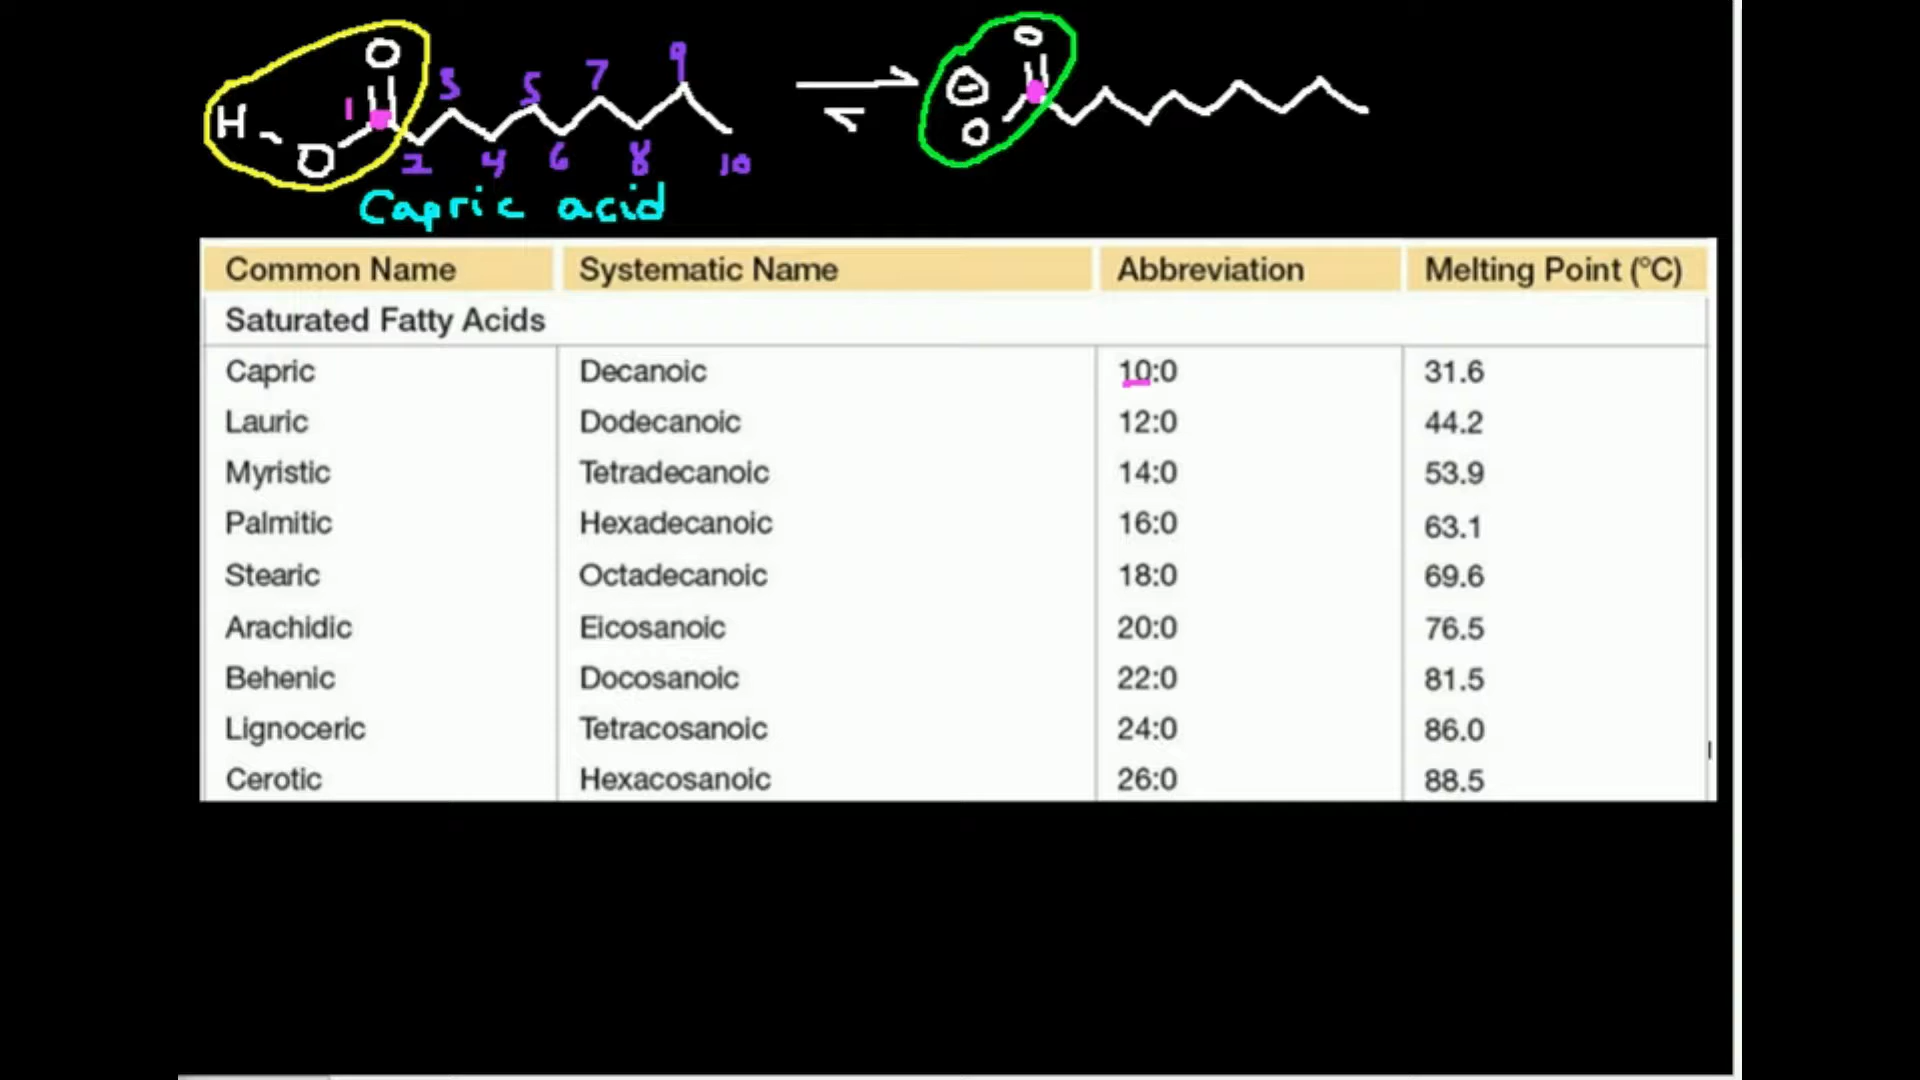 H O O 1 2 3 4 5 6 7 8 9 10
O ⊖ O
Capric acid
Common Name Systematic Name Abbreviation Melting Point (°C)
Saturated Fatty Acids
Capric Decanoic 10:0 31.6
Lauric Dodecanoic 12:0 44.2
Myristic Tetradecanoic 14:0 53.9
Palmitic Hexadecanoic 16:0 63.1
Stearic Octadecanoic 18:0 69.6
Arachidic Eicosanoic 20:0 76.5
Behenic Docosanoic 22:0 81.5
Lignoceric Tetracosanoic 24:0 86.0
Cerotic Hexacosanoic 26:0 88.5